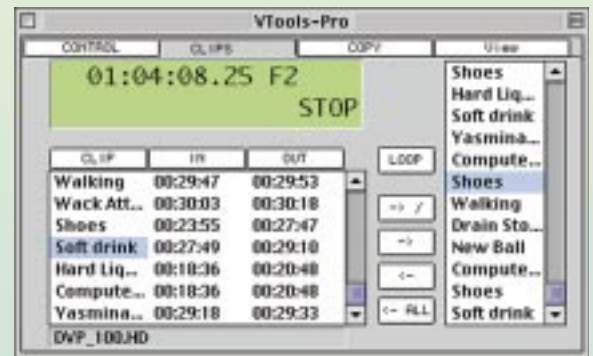 VTools-Pro
CONTROL CLIPS COPY View
01:04:08.25 F2
STOP
CLIP IN OUT
Walking 00:29:47 00:29:53
Wack Att... 00:30:03 00:30:18
Shoes 00:23:55 00:27:47
Soft drink 00:27:49 00:29:10
Hard Liq... 00:18:36 00:20:48
Compute... 00:18:36 00:20:48
Yasmina... 00:29:18 00:29:33
DVP_100.HD
LOOP
=> /
->
<-
<- ALL
Shoes
Hard Liq...
Soft drink
Yasmina...
Compute...
Shoes
Walking
Drain Sto...
New Ball
Compute...
Shoes
Soft drink